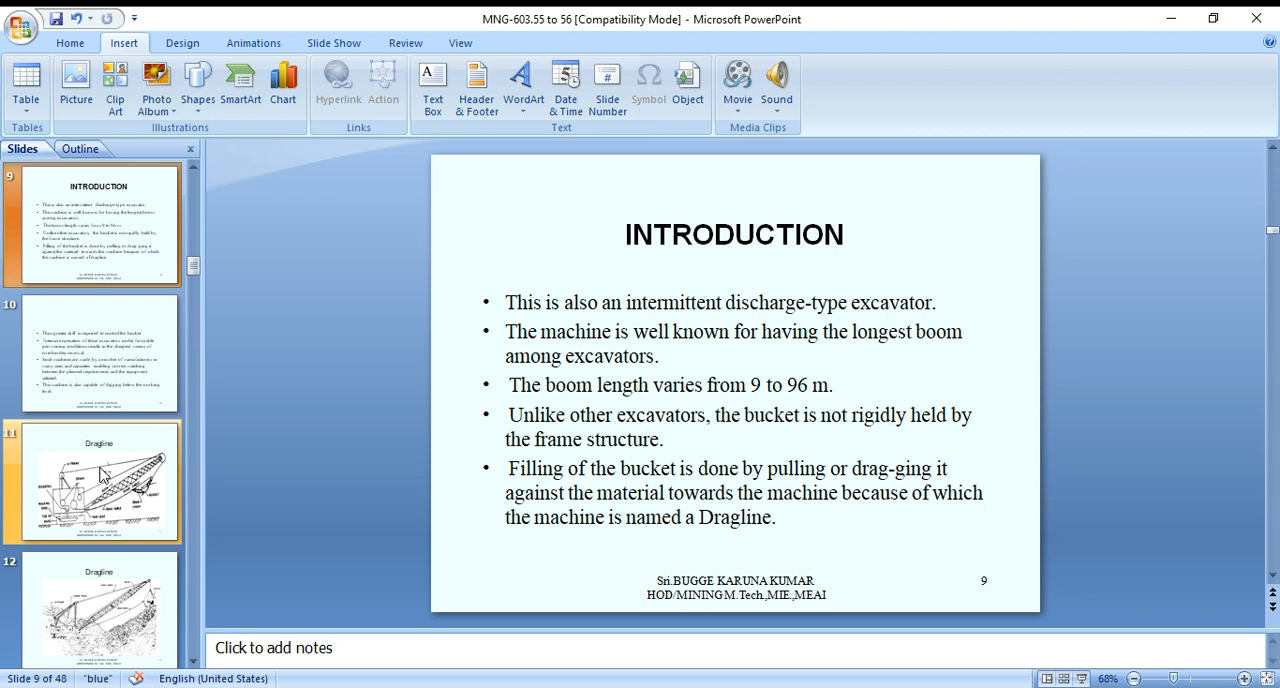 MNG-603.55 to 56 [Compatibility Mode] - Microsoft PowerPoint
Home Insert Design Animations Slide Show Review View
Table Picture Clip Art Photo Album Shapes SmartArt Chart Hyperlink Action Text Box Header & Footer WordArt Date & Time Slide Number Symbol Object Movie Sound
Tables Illustrations Links Text Media Clips
Slides Outline
9
INTRODUCTION
10
11
Dragline
12
Dragline
INTRODUCTION
• This is also an intermittent discharge-type excavator.
• The machine is well known for having the longest boom
among excavators.
• The boom length varies from 9 to 96 m.
• Unlike other excavators, the bucket is not rigidly held by
the frame structure.
• Filling of the bucket is done by pulling or drag-ging it
against the material towards the machine because of which
the machine is named a Dragline.
Sri.BUGGE KARUNA KUMAR
HOD/MINING M.Tech.,MIE.,MEAI
9
Click to add notes
Slide 9 of 48 "blue" English (United States) 68%